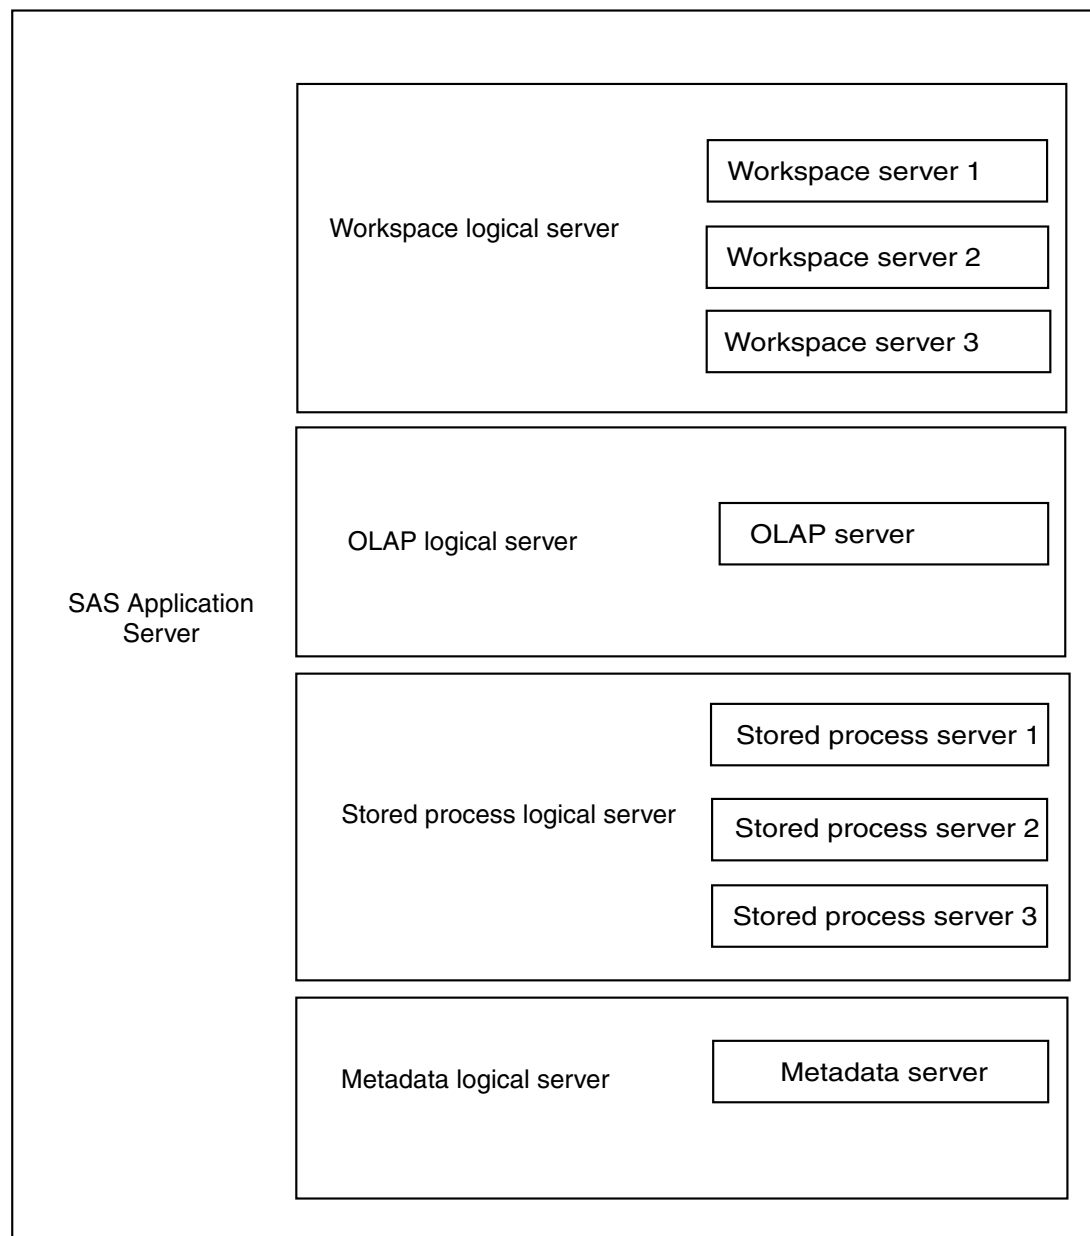 Workspace server 1
Workspace logical server
Workspace server 2
Workspace server 3
OLAP logical server
OLAP server
SAS Application
Server
Stored process server 1
Stored process logical server
Stored process server 2
Stored process server 3
Metadata logical server
Metadata server